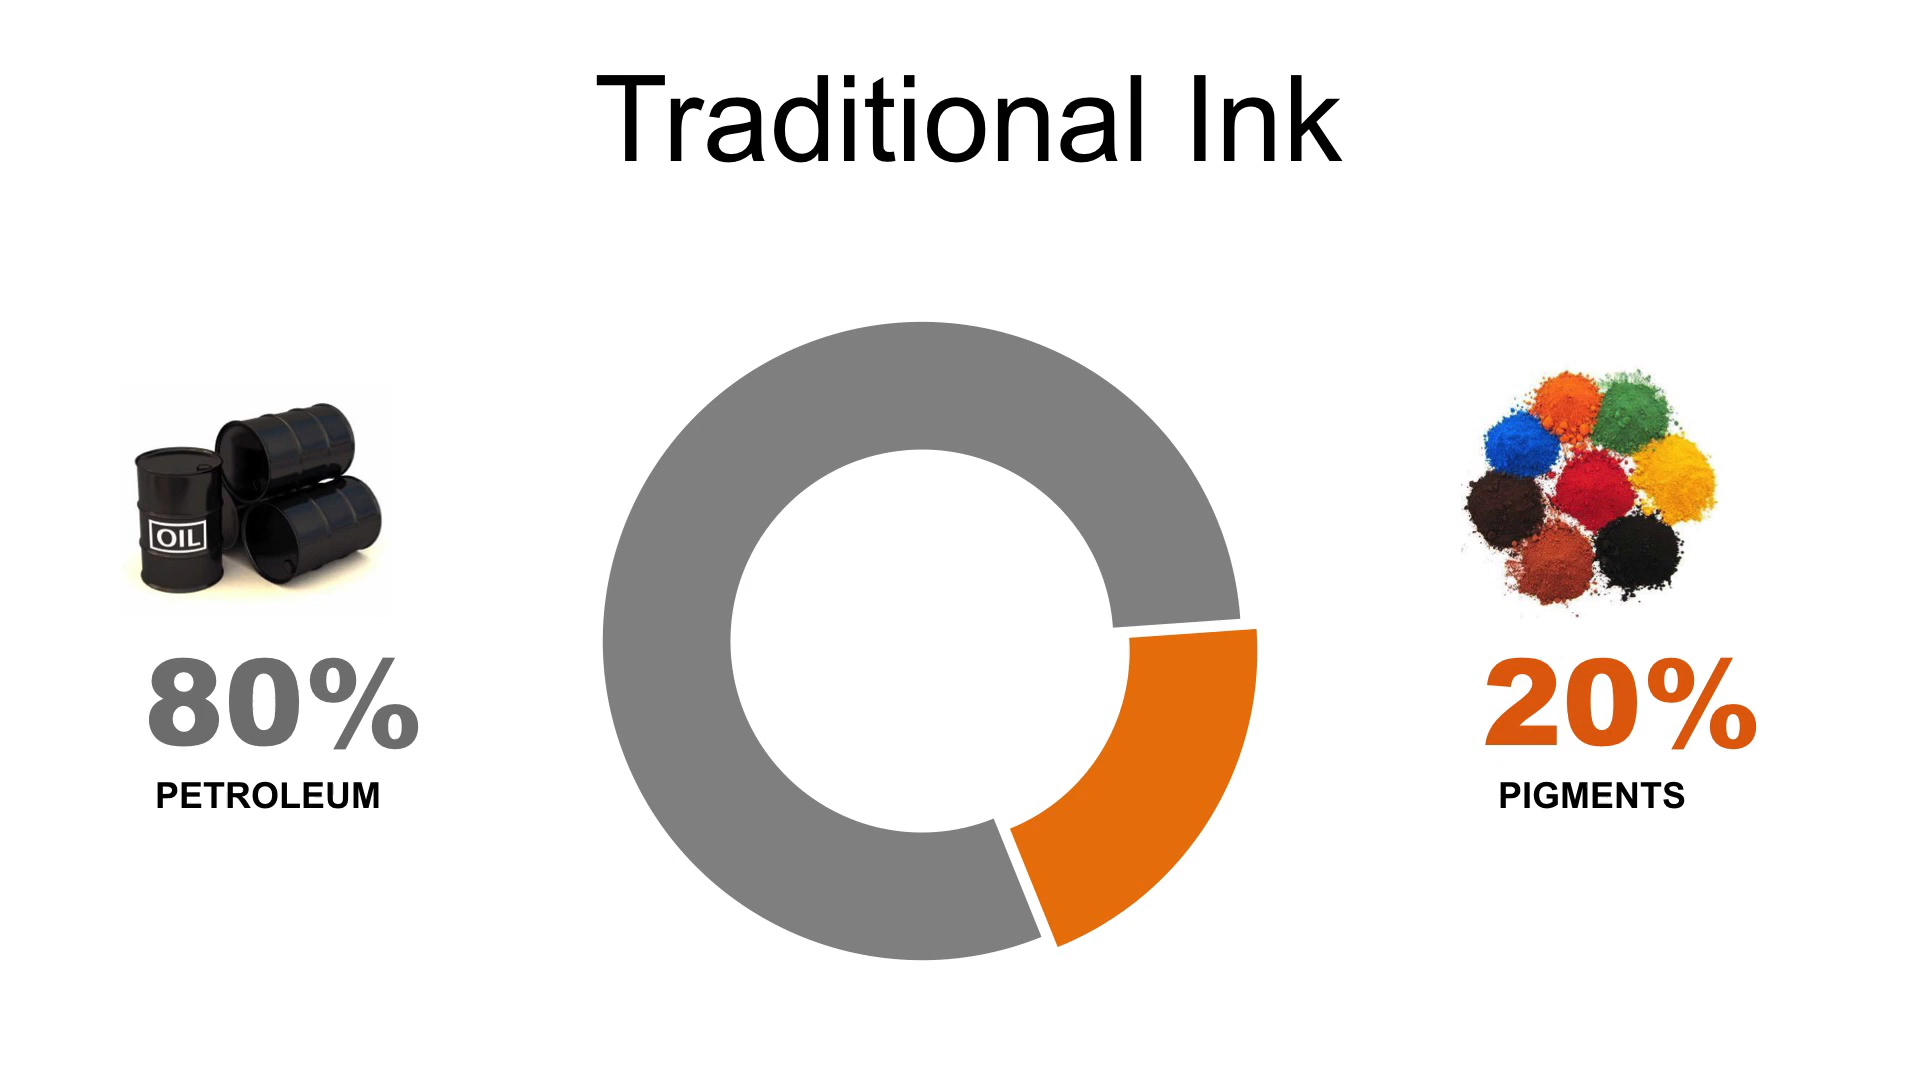 Traditional Ink
OIL
80%
PETROLEUM
20%
PIGMENTS